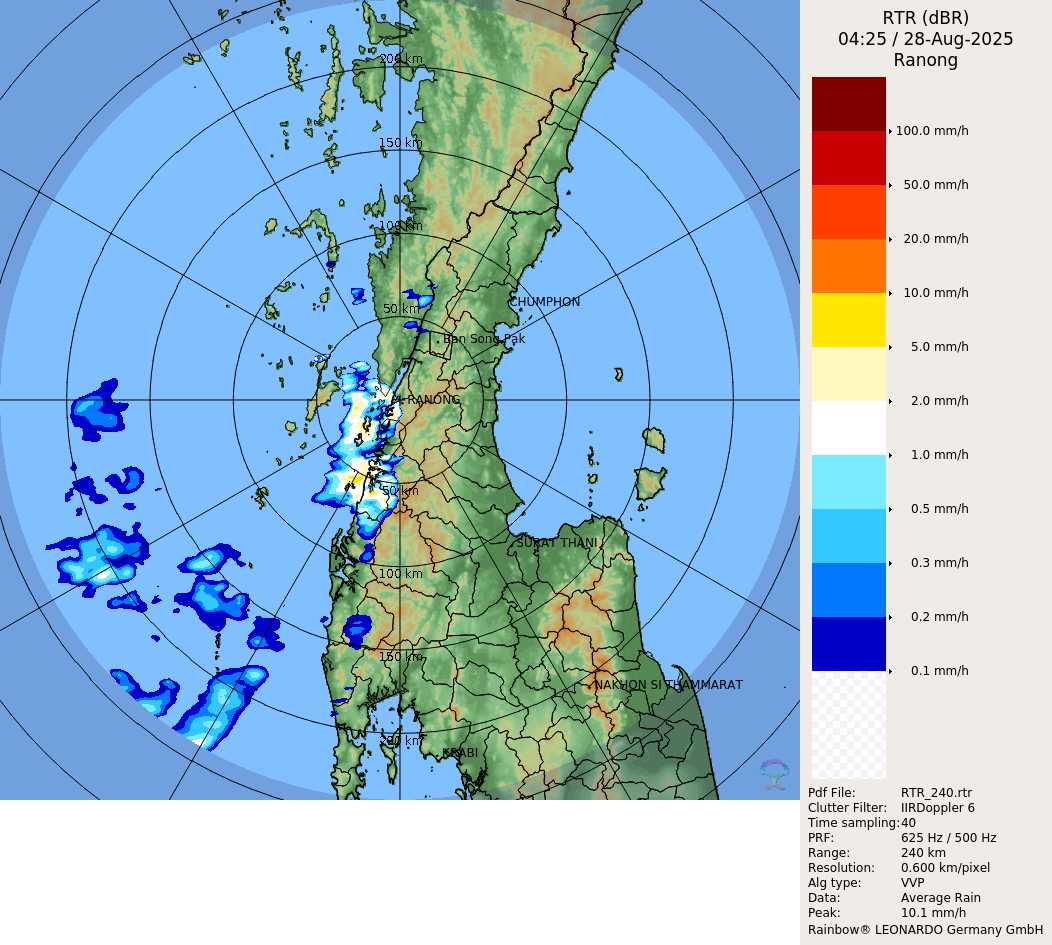 RTR (dBR)
04:25 / 28-Aug-2025
Ranong
200 km
150 km
100 km
CHUMPHON
50 km
Ban Song Pak
RANONG
50 km
SURAT THANI
100 km
150 km
NAKHON SI THAMMARAT
200 km
KRABI
100.0 mm/h
50.0 mm/h
20.0 mm/h
10.0 mm/h
5.0 mm/h
2.0 mm/h
1.0 mm/h
0.5 mm/h
0.3 mm/h
0.2 mm/h
0.1 mm/h
Pdf File: RTR_240.rtr
Clutter Filter: IIRDoppler 6
Time sampling: 40
PRF: 625 Hz / 500 Hz
Range: 240 km
Resolution: 0.600 km/pixel
Alg type: VVP
Data: Average Rain
Peak: 10.1 mm/h
Rainbow® LEONARDO Germany GmbH